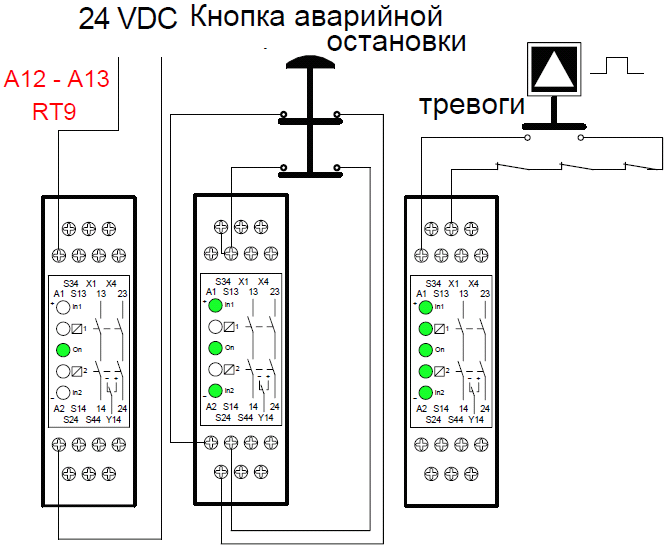 24 VDC Кнопка аварийной
остановки
A12 - A13
RT9
тревоги
S34 X1 X4
A1 S13 13 23
+ In1
1
On
2
- In2
A2 S14 14 24
S24 S44 Y14
S34 X1 X4
A1 S13 13 23
+ In1
1
On
2
- In2
A2 S14 14 24
S24 S44 Y14
S34 X1 X4
A1 S13 13 23
+ In1
1
On
2
- In2
A2 S14 14 24
S24 S44 Y14